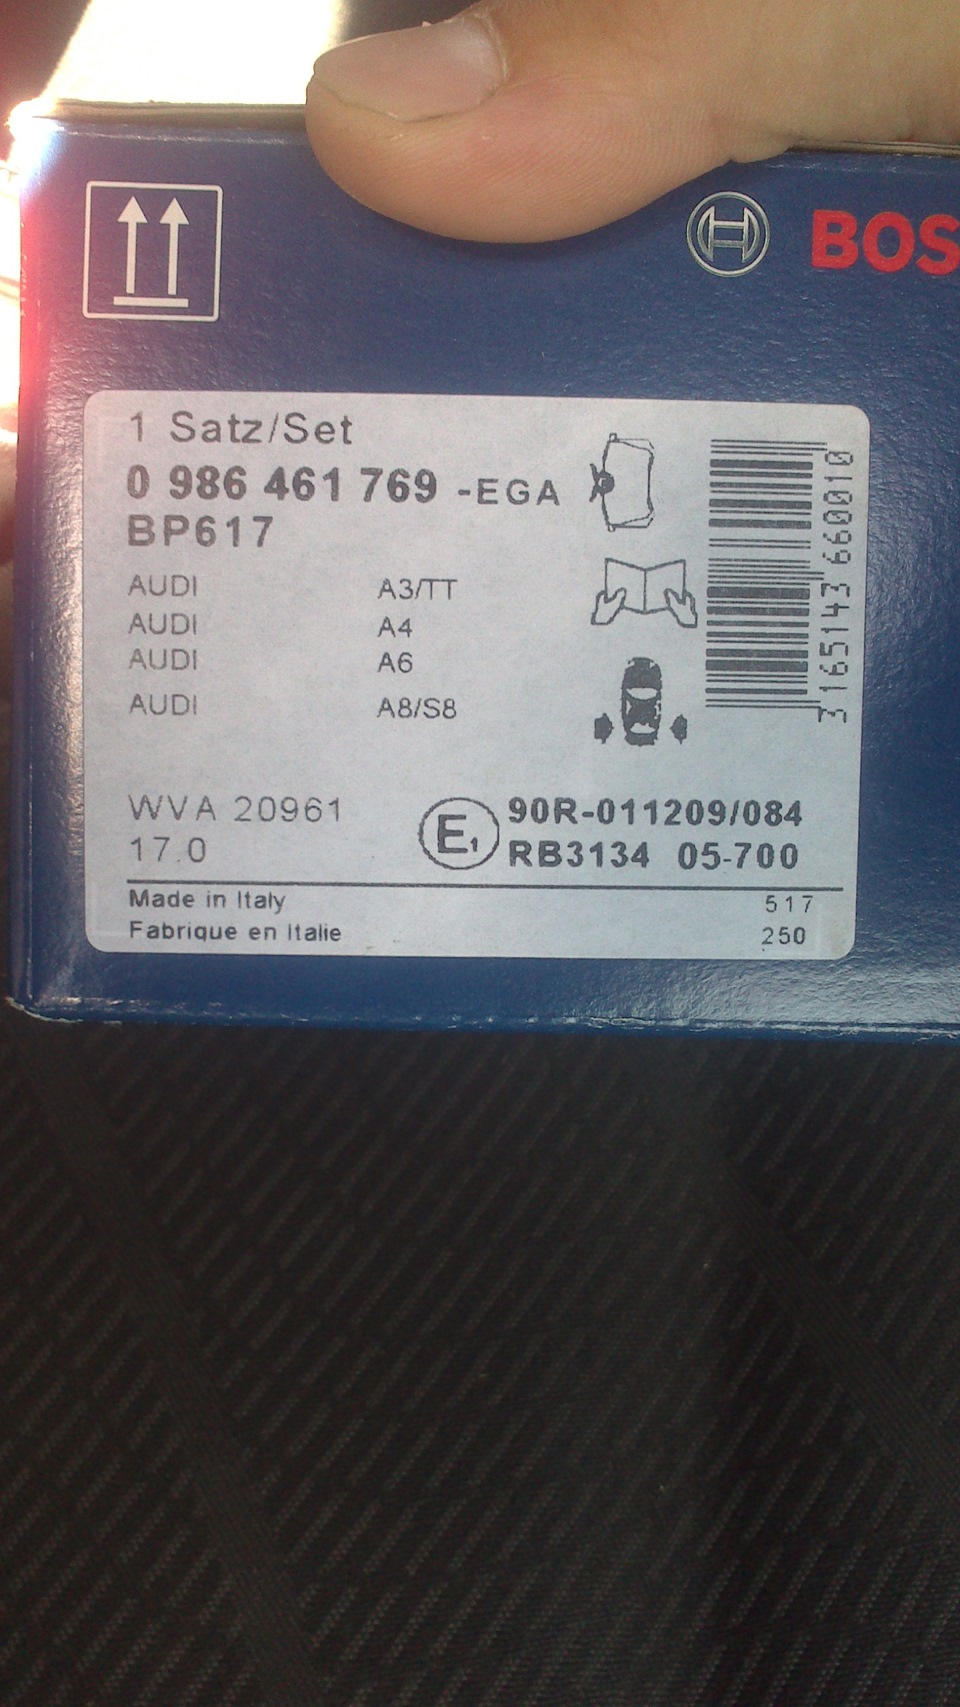 BOS
1 Satz/Set
0 986 461 769 -EGA
BP617
AUDI A3/TT
AUDI A4
AUDI A6
AUDI A8/S8
3165143660010
WVA 20961
17.0
E1
90R-011209/084
RB3134 05-700
Made in Italy 517
Fabrique en Italie 250